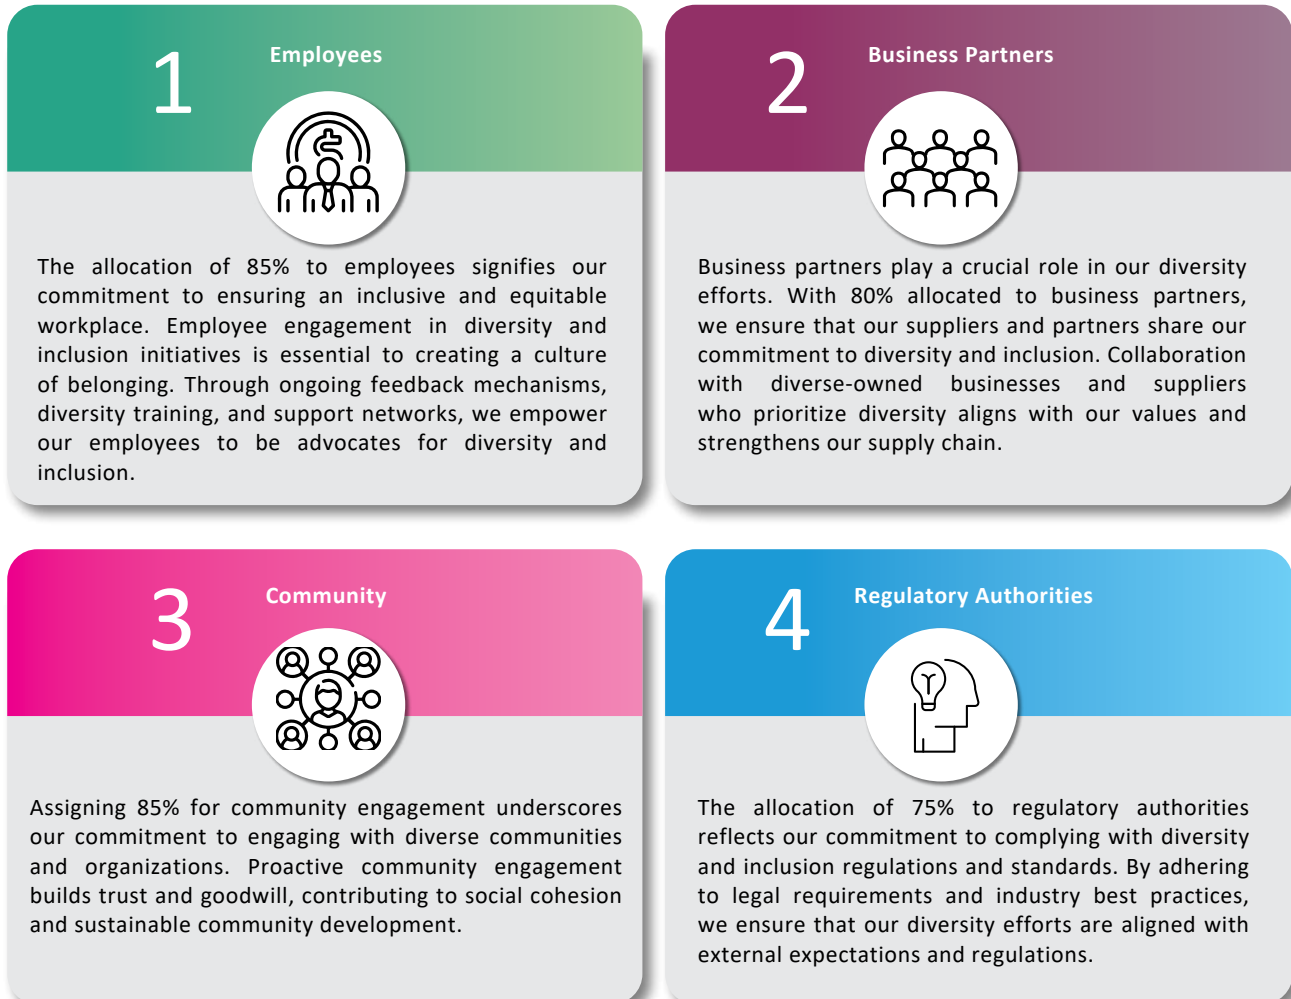 1
Employees
The allocation of 85% to employees signifies our
commitment to ensuring an inclusive and equitable
workplace. Employee engagement in diversity and
inclusion initiatives is essential to creating a culture
of belonging. Through ongoing feedback mechanisms,
diversity training, and support networks, we empower
our employees to be advocates for diversity and
inclusion.
2
Business Partners
Business partners play a crucial role in our diversity
efforts. With 80% allocated to business partners,
we ensure that our suppliers and partners share our
commitment to diversity and inclusion. Collaboration
with diverse-owned businesses and suppliers
who prioritize diversity aligns with our values and
strengthens our supply chain.
3
Community
Assigning 85% for community engagement underscores
our commitment to engaging with diverse communities
and organizations. Proactive community engagement
builds trust and goodwill, contributing to social cohesion
and sustainable community development.
4
Regulatory Authorities
The allocation of 75% to regulatory authorities
reflects our commitment to complying with diversity
and inclusion regulations and standards. By adhering
to legal requirements and industry best practices,
we ensure that our diversity efforts are aligned with
external expectations and regulations.